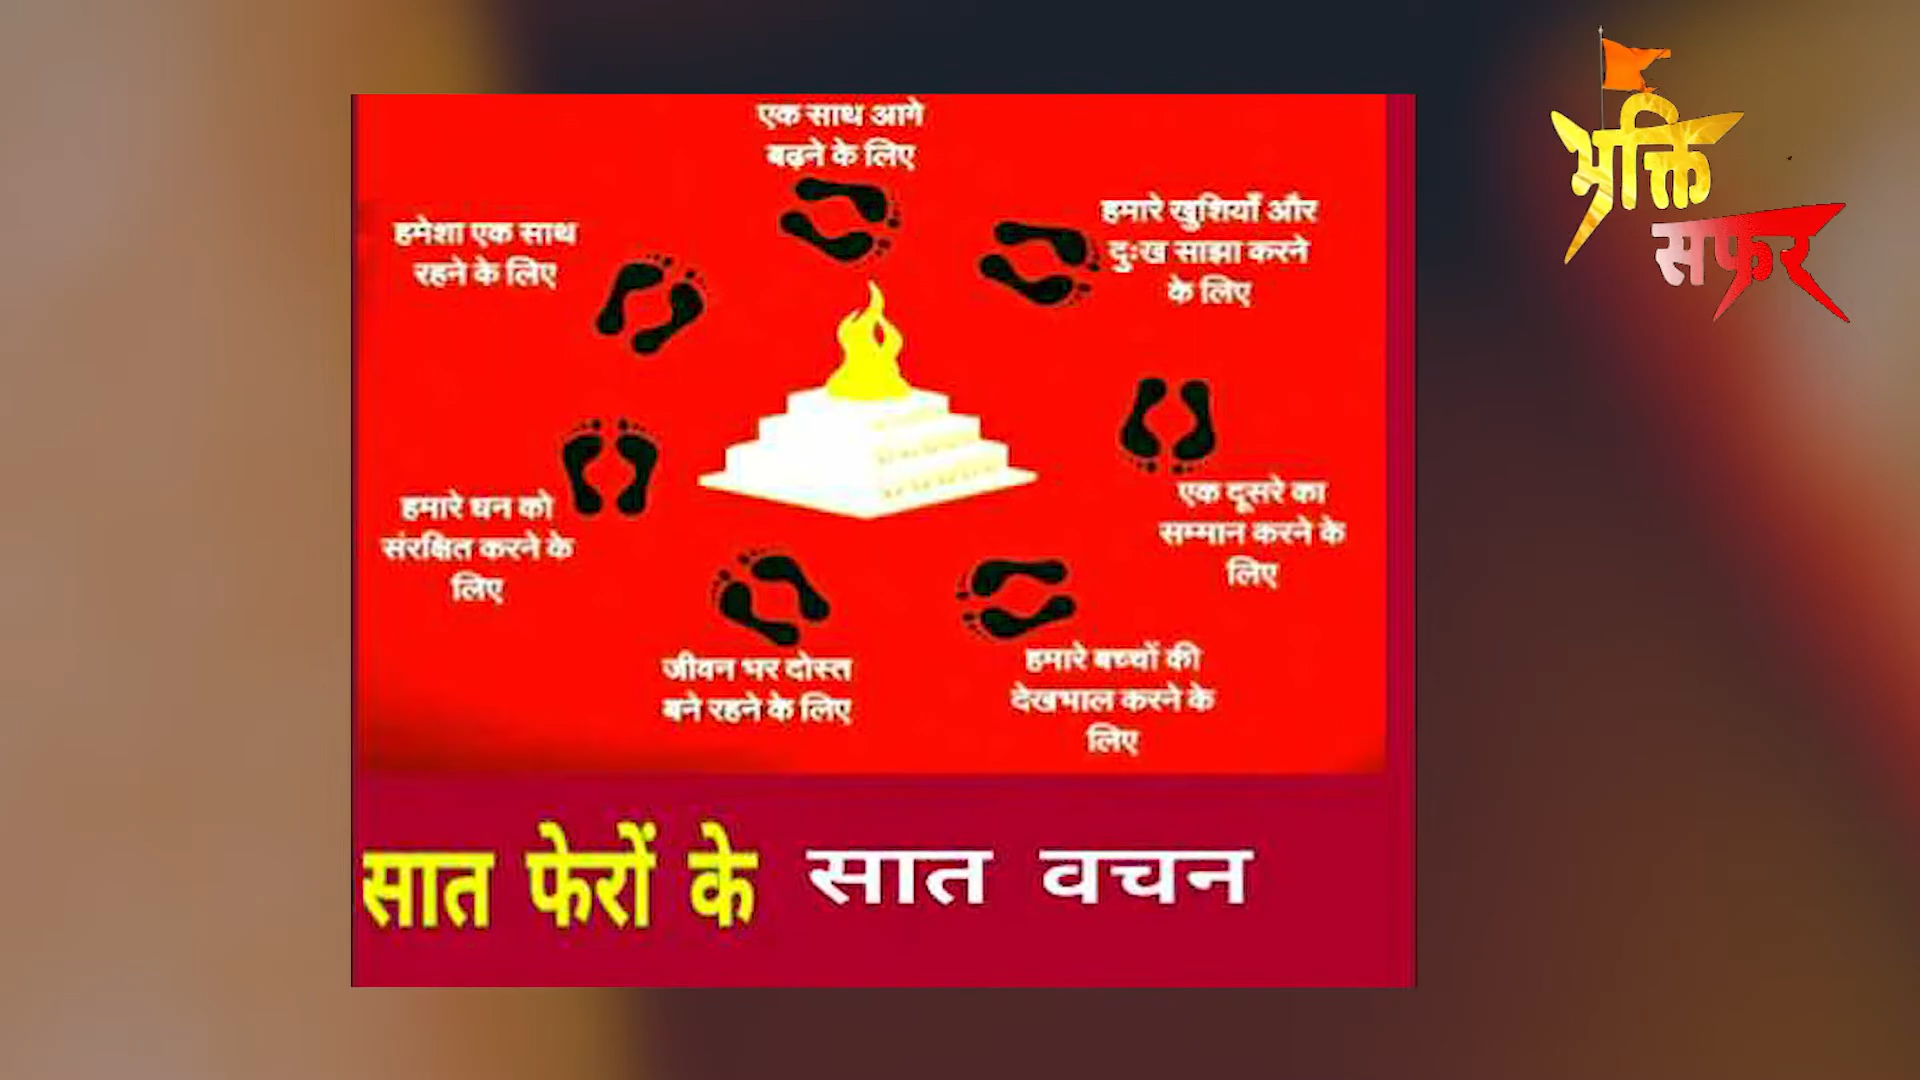 एक साथ आगे
बढ़ने के लिए
हमारे खुशियाँ और
दुःख साझा करने
के लिए
एक दूसरे का
सम्मान करने के
लिए
हमारे बच्चों की
देखभाल करने के
लिए
जीवन भर दोस्त
बने रहने के लिए
हमारे धन को
संरक्षित करने के
लिए
हमेशा एक साथ
रहने के लिए
सात फेरों के सात वचन
भक्ति
सफर